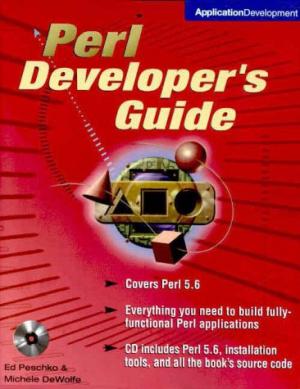 ApplicationDevelopment
Perl
Developer's
Guide
Covers Perl 5.6
Everything you need to build fully-
functional Perl applications
CD includes Perl 5.6, installation
tools, and all the book's source code
Ed Peschko &
Michele DeWolfe